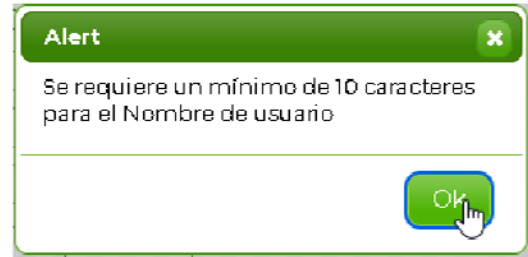 Alert
Se requiere un mínimo de 10 caracteres
para el Nombre de usuario
Ok